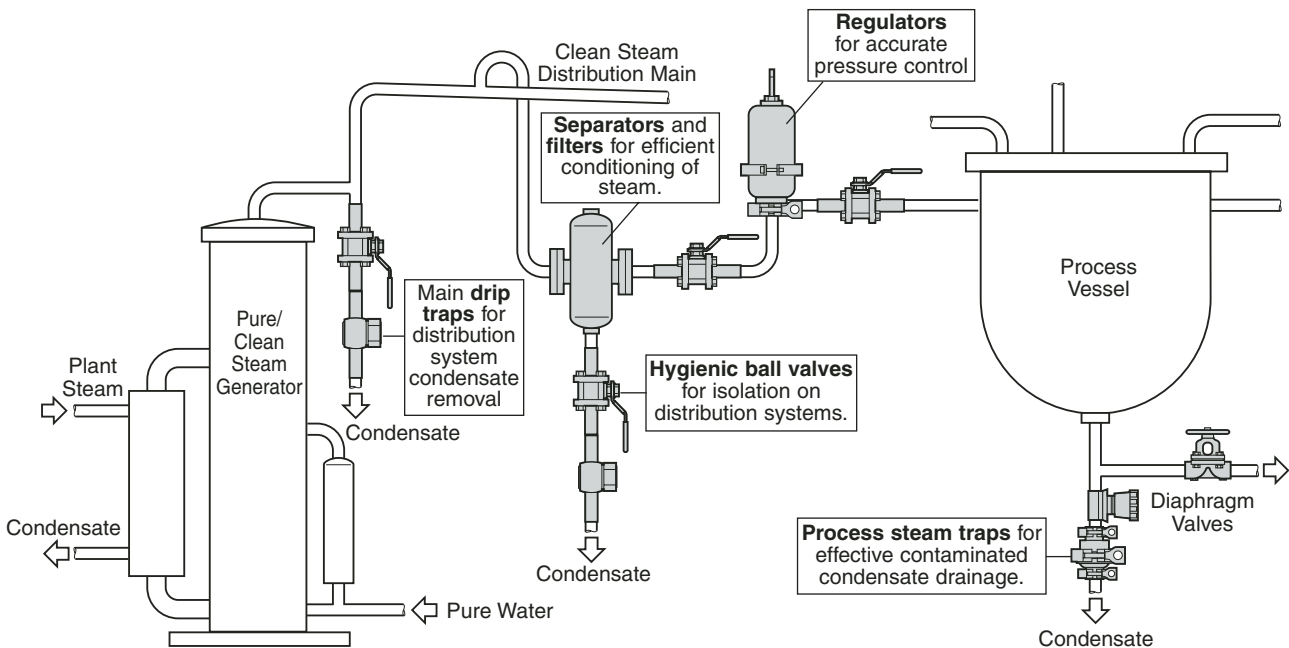 Clean Steam
Distribution Main
Regulators
for accurate
pressure control
Separators and
filters for efficient
conditioning of
steam.
Process
Vessel
Pure/
Clean
Steam
Generator
Main drip
traps for
distribution
system
condensate
removal
Plant
Steam
Hygienic ball valves
for isolation on
distribution systems.
Condensate
Condensate
Diaphragm
Valves
Process steam traps for
effective contaminated
condensate drainage.
Condensate
Pure Water
Condensate